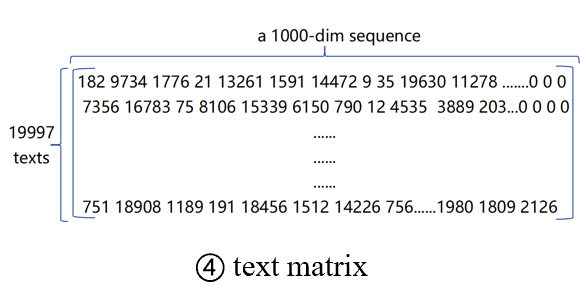 a 1000-dim sequence
182 9734 1776 21 13261 1591 14472 9 35 19630 11278 .......0 0 0
7356 16783 75 8106 15339 6150 790 12 4535 3889 203...0 0 0 0
19997
texts
......
......
......
751 18908 1189 191 18456 1512 14226 756......1980 1809 2126
④ text matrix